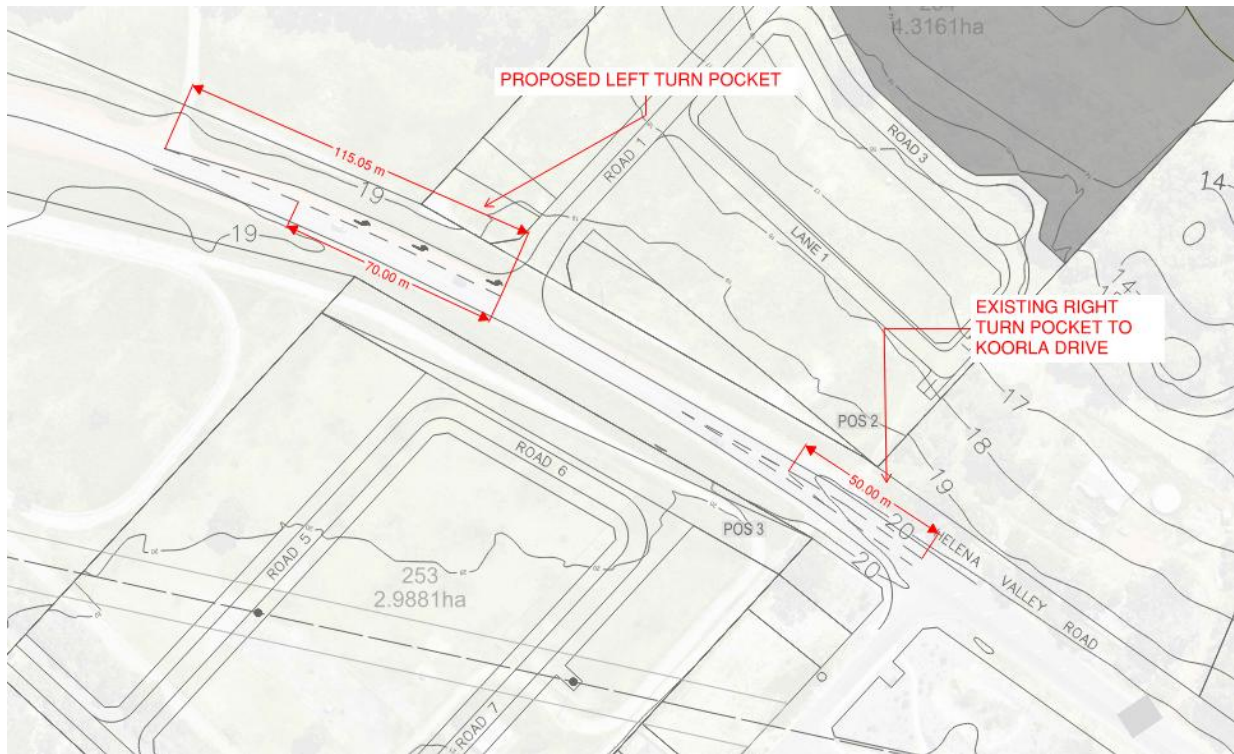 4.3161ha
PROPOSED LEFT TURN POCKET
ROAD 1
ROAD 3
115.05 m
19
14
19
LANE 1
70.00 m
14
EXISTING RIGHT
TURN POCKET TO
KOORLA DRIVE
17
POS 2
18
ROAD 6
50.00 m
19
20
POS 3
HELENA VALLEY ROAD
20
ROAD 5
253
2.9881ha
ROAD 7